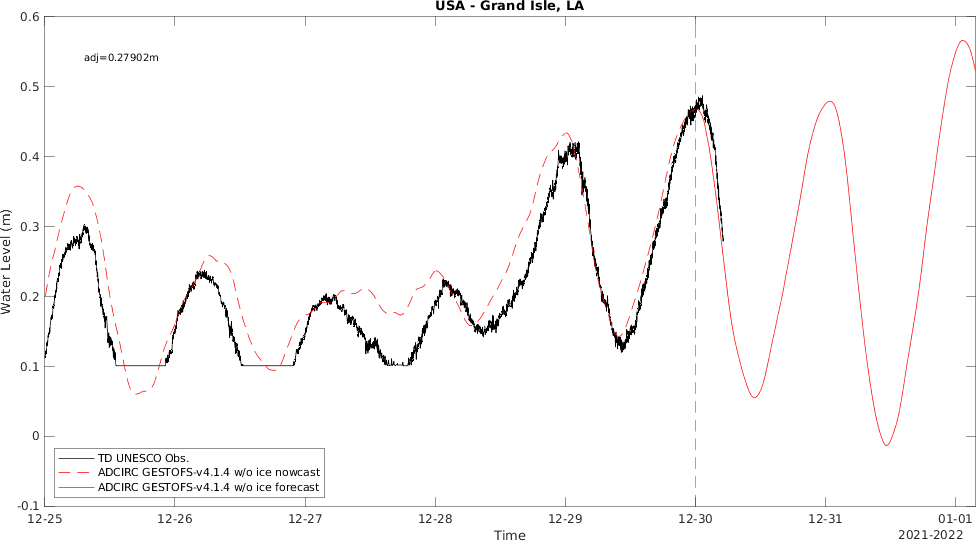 USA - Grand Isle, LA
adj=0.27902m
0.6
0.5
0.4
0.3
0.2
0.1
0
-0.1
Water Level (m)
TD UNESCO Obs.
ADCIRC GESTOFS-v4.1.4 w/o ice nowcast
ADCIRC GESTOFS-v4.1.4 w/o ice forecast
12-25 12-26 12-27 12-28 12-29 12-30 12-31 01-01
Time
2021-2022